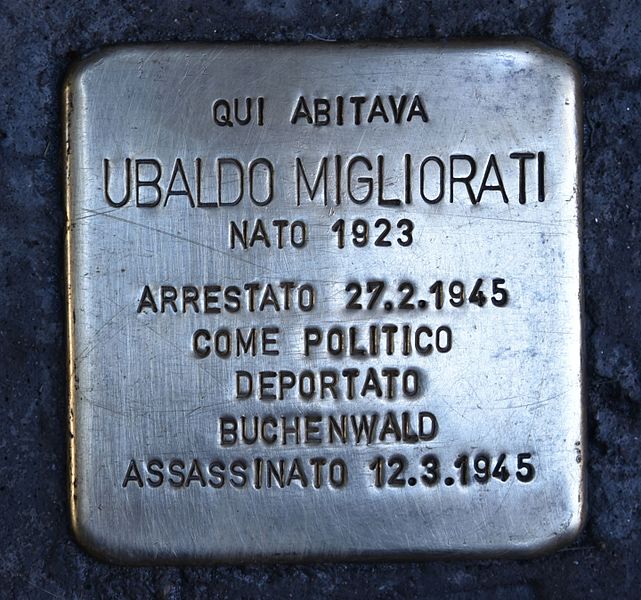 QUI ABITAVA
UBALDO MIGLIORATI
NATO 1923
ARRESTATO 27.2.1945
COME POLITICO
DEPORTATO
BUCHENWALD
ASSASSINATO 12.3.1945